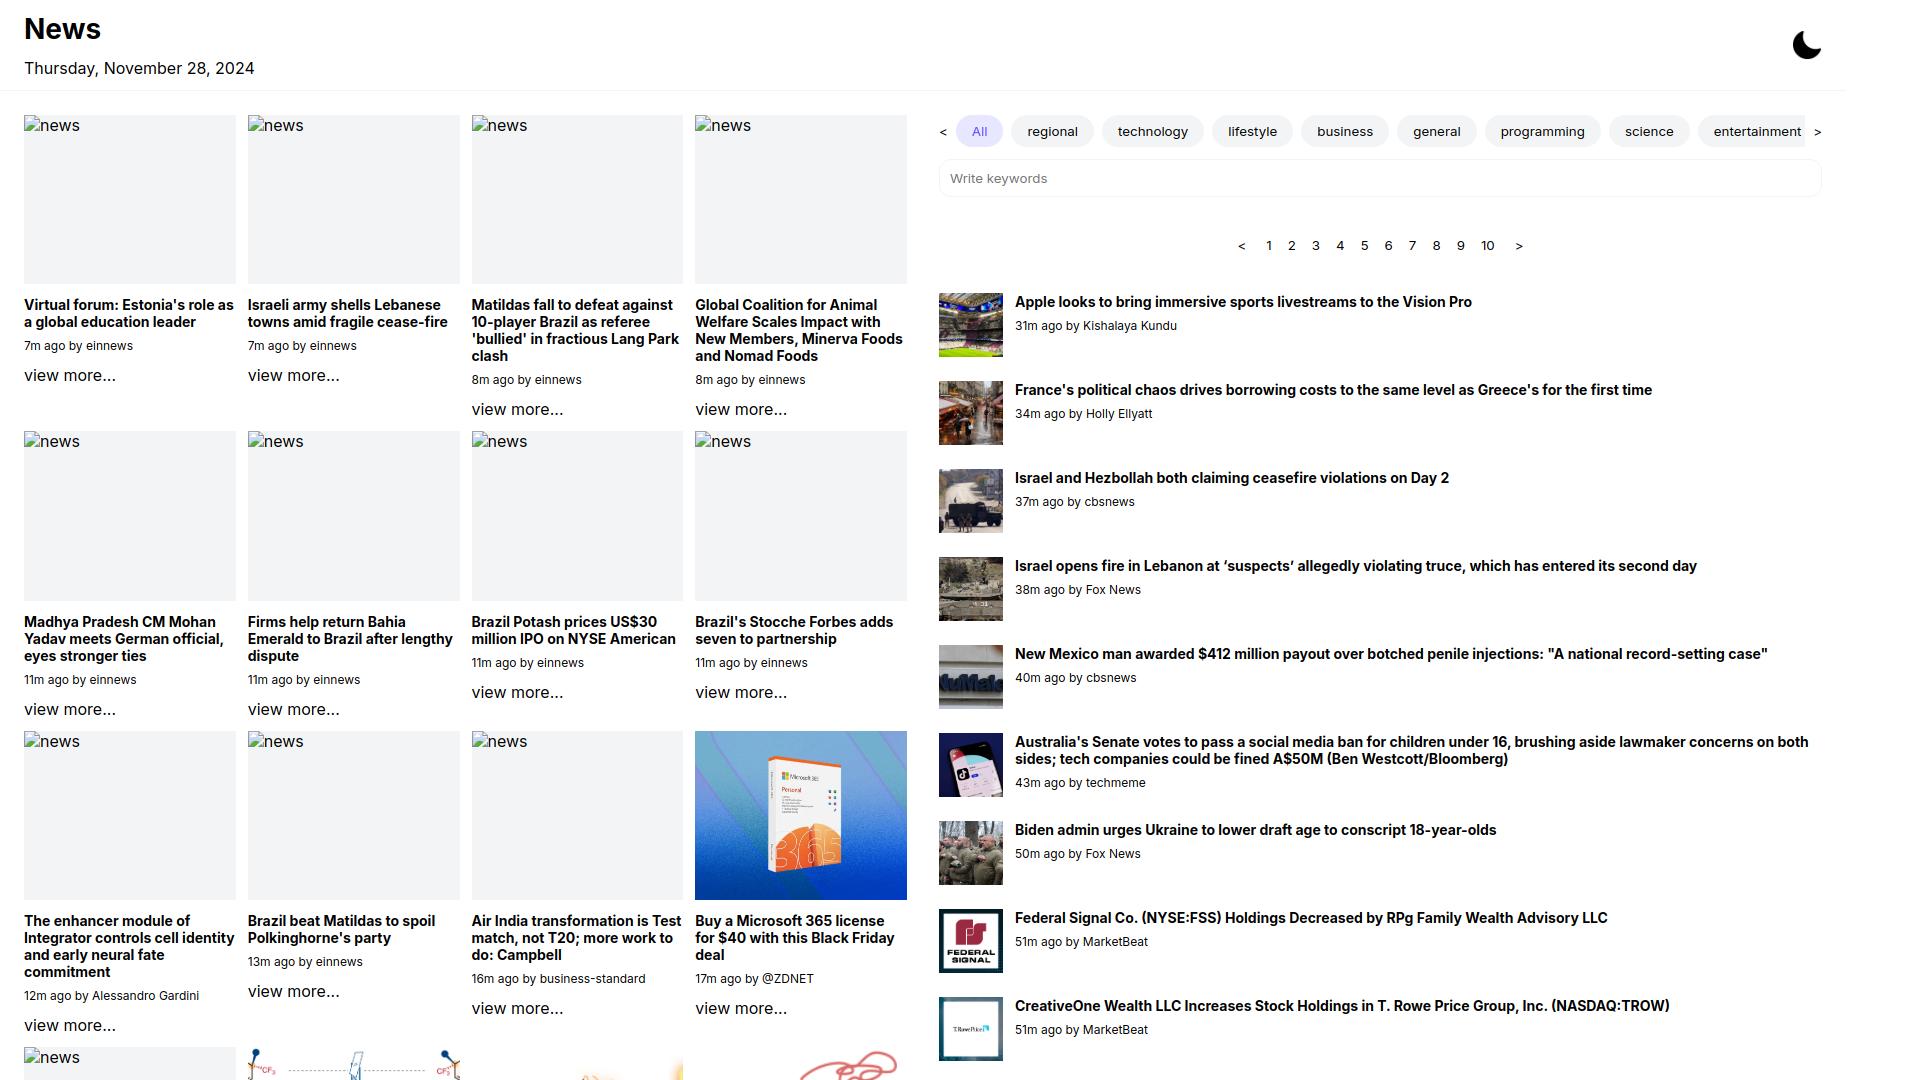 News
Thursday, November 28, 2024
news
news
news
news
Virtual forum: Estonia's role as
a global education leader
7m ago by einnews
view more...
Israeli army shells Lebanese
towns amid fragile cease-fire
7m ago by einnews
view more...
Matildas fall to defeat against
10-player Brazil as referee
'bullied' in fractious Lang Park
clash
8m ago by einnews
view more...
Global Coalition for Animal
Welfare Scales Impact with
New Members, Minerva Foods
and Nomad Foods
8m ago by einnews
view more...
news
news
news
news
Madhya Pradesh CM Mohan
Yadav meets German official,
eyes stronger ties
11m ago by einnews
view more...
Firms help return Bahia
Emerald to Brazil after lengthy
dispute
11m ago by einnews
view more...
Brazil Potash prices US$30
million IPO on NYSE American
11m ago by einnews
view more...
Brazil's Stocche Forbes adds
seven to partnership
11m ago by einnews
view more...
news
news
news
Microsoft 365
Personal
365
The enhancer module of
Integrator controls cell identity
and early neural fate
commitment
12m ago by Alessandro Gardini
view more...
Brazil beat Matildas to spoil
Polkinghorne's party
13m ago by einnews
view more...
Air India transformation is Test
match, not T20; more work to
do: Campbell
16m ago by business-standard
view more...
Buy a Microsoft 365 license
for $40 with this Black Friday
deal
17m ago by @ZDNET
view more...
news
CF3
CF3
< All regional technology lifestyle business general programming science entertainment >
Write keywords
< 1 2 3 4 5 6 7 8 9 10 >
Apple looks to bring immersive sports livestreams to the Vision Pro
31m ago by Kishalaya Kundu
France's political chaos drives borrowing costs to the same level as Greece's for the first time
34m ago by Holly Ellyatt
Israel and Hezbollah both claiming ceasefire violations on Day 2
37m ago by cbsnews
Israel opens fire in Lebanon at ‘suspects’ allegedly violating truce, which has entered its second day
38m ago by Fox News
New Mexico man awarded $412 million payout over botched penile injections: "A national record-setting case"
40m ago by cbsnews
Australia's Senate votes to pass a social media ban for children under 16, brushing aside lawmaker concerns on both
sides; tech companies could be fined A$50M (Ben Westcott/Bloomberg)
43m ago by techmeme
Biden admin urges Ukraine to lower draft age to conscript 18-year-olds
50m ago by Fox News
FEDERAL
SIGNAL
Federal Signal Co. (NYSE:FSS) Holdings Decreased by RPg Family Wealth Advisory LLC
51m ago by MarketBeat
T. Rowe Price
CreativeOne Wealth LLC Increases Stock Holdings in T. Rowe Price Group, Inc. (NASDAQ:TROW)
51m ago by MarketBeat